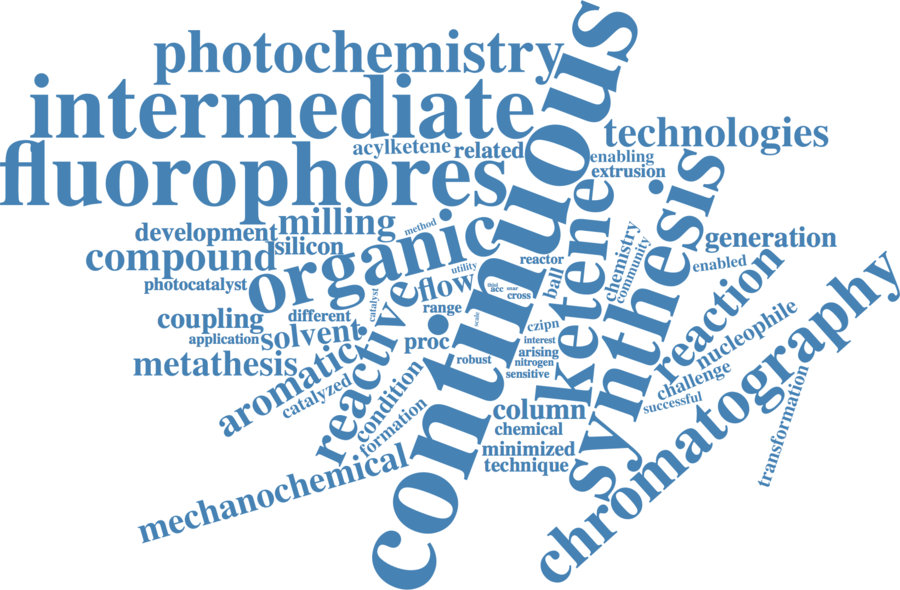 photochemistry
intermediate
fluorophores
continuous
technologies
acylketene
related
enabling
extrusion
synthesis
development
milling
method
organic
silicon
compound
photocatalyst
ketene
chemistry
community
generation
enabled
reactor
ball
utility
flow
range
catalyst
cross
acc
snar
coupling
different
application
solvent
metathesis
aromatic
catalyzed
reactive
proc
scale
robust
czipn
interest
arising
nitrogen
sensitive
reaction
nucleophile
challenge
successful
chromatography
transformation
condition
formation
column
chemical
minimized
technique
mechanochemical